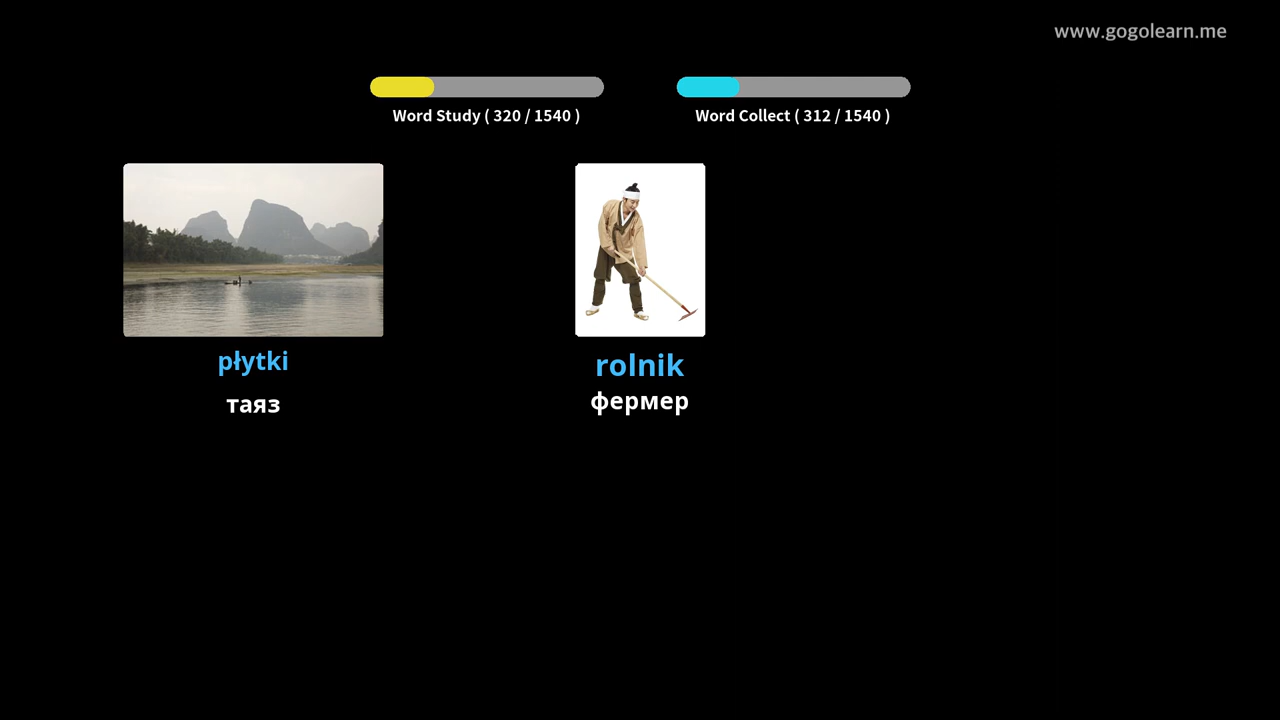 www.gogolearn.me
Word Study ( 320 / 1540 )
Word Collect ( 312 / 1540 )
płytki
таяз
rolnik
фермер